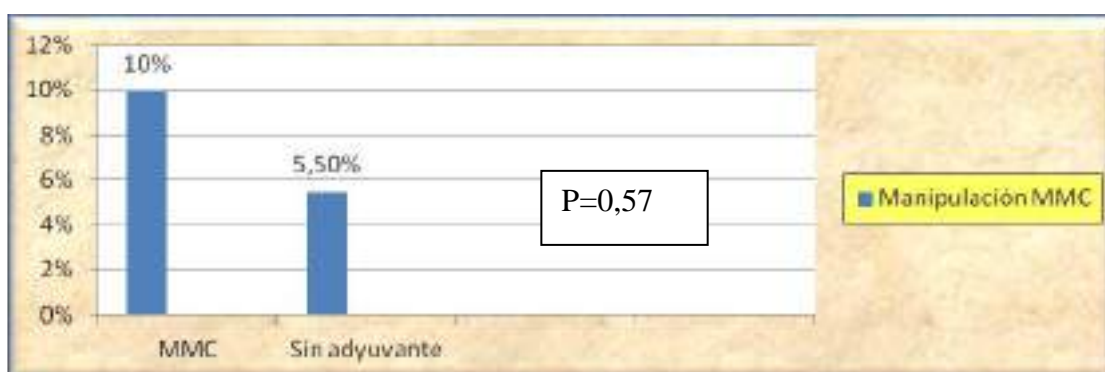 12%
10%
10%
8%
6%
5,50%
4%
2%
0%
P=0,57
Manipulación MMC
MMC
Sin adyuvante